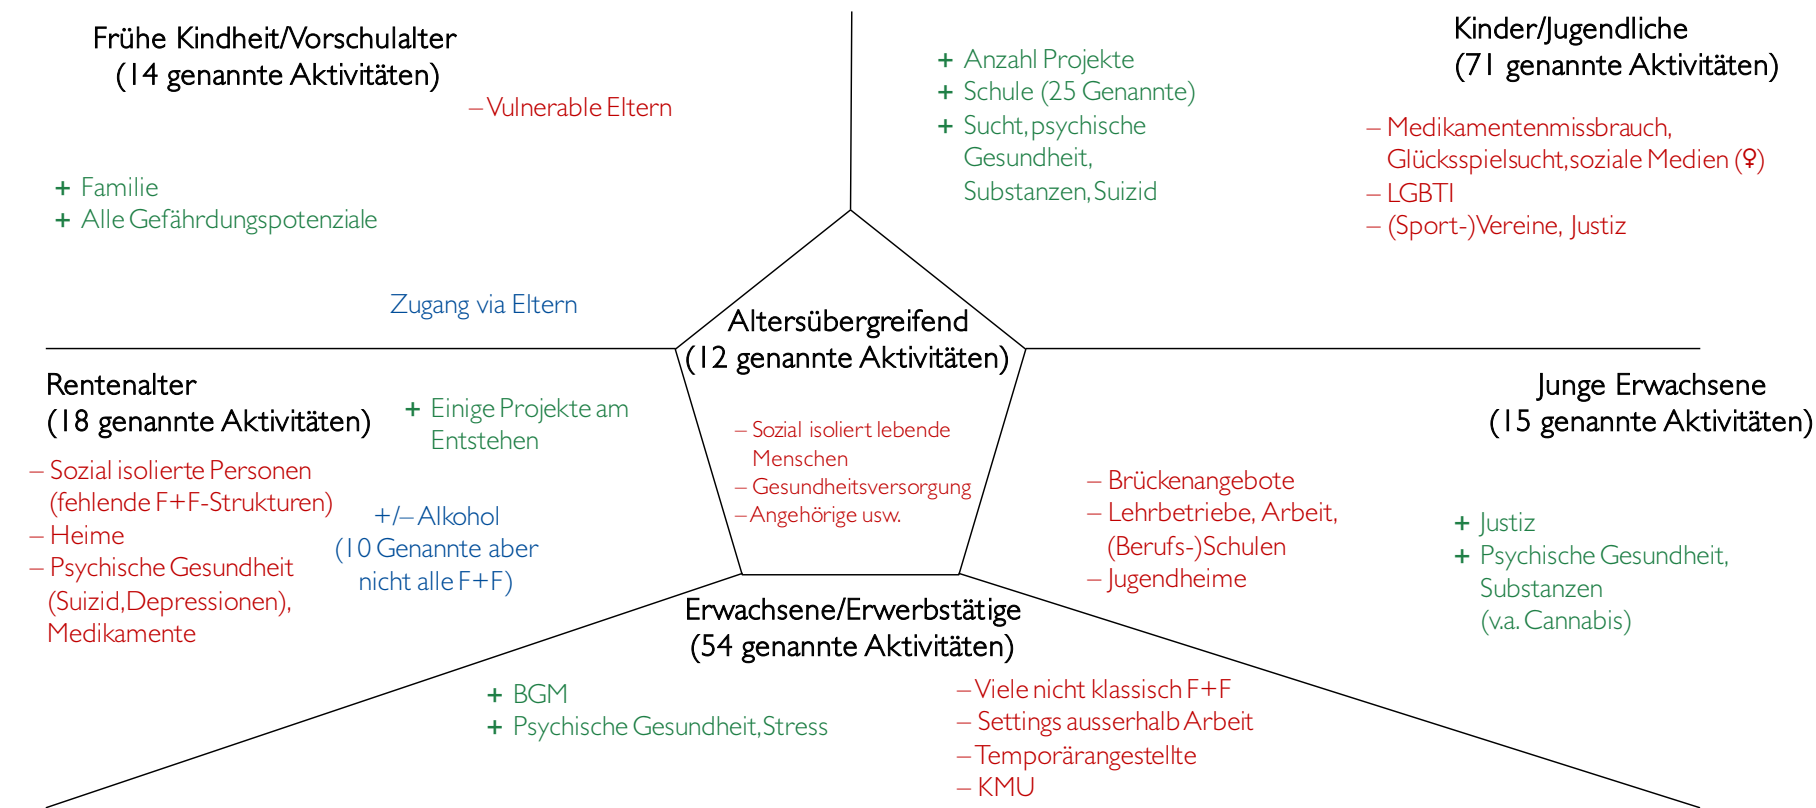 Frühe Kindheit/Vorschulalter
(14 genannte Aktivitäten)
– Vulnerable Eltern
+ Familie
+ Alle Gefährdungspotenziale
Zugang via Eltern
Kinder/Jugendliche
(71 genannte Aktivitäten)
+ Anzahl Projekte
+ Schule (25 Genannte)
+ Sucht, psychische
Gesundheit,
Substanzen, Suizid
– Medikamentenmissbrauch,
Glücksspielsucht, soziale Medien (♀)
– LGBTI
– (Sport-)Vereine, Justiz
Altersübergreifend
(12 genannte Aktivitäten)
– Sozial isoliert lebende
Menschen
– Gesundheitsversorgung
– Angehörige usw.
Rentenalter
(18 genannte Aktivitäten)
+ Einige Projekte am
Entstehen
– Sozial isolierte Personen
(fehlende F+F-Strukturen)
– Heime
– Psychische Gesundheit
(Suizid, Depressionen),
Medikamente
+/– Alkohol
(10 Genannte aber
nicht alle F+F)
Junge Erwachsene
(15 genannte Aktivitäten)
– Brückenangebote
– Lehrbetriebe, Arbeit,
(Berufs-)Schulen
– Jugendheime
+ Justiz
+ Psychische Gesundheit,
Substanzen
(v.a. Cannabis)
Erwachsene/Erwerbstätige
(54 genannte Aktivitäten)
+ BGM
+ Psychische Gesundheit, Stress
– Viele nicht klassisch F+F
– Settings ausserhalb Arbeit
– Temporärangestellte
– KMU